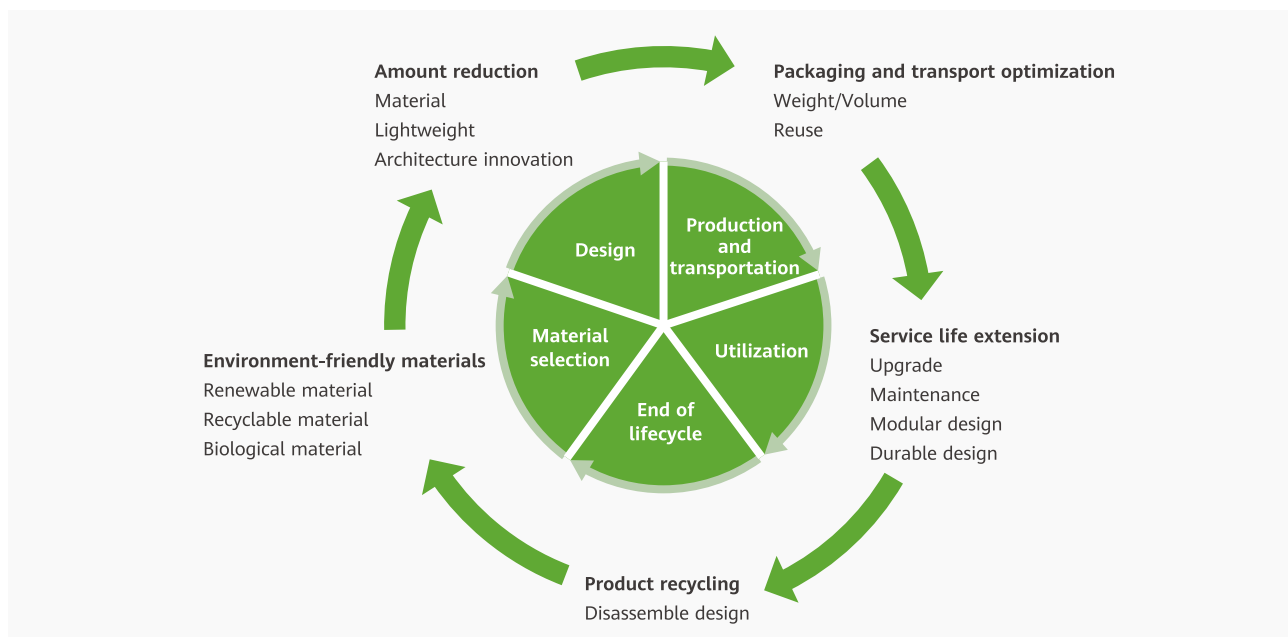 Amount reduction
Material
Lightweight
Architecture innovation
Packaging and transport optimization
Weight/Volume
Reuse
Design
Production
and
transportation
Material
selection
Utilization
End of
lifecycle
Environment-friendly materials
Renewable material
Recyclable material
Biological material
Service life extension
Upgrade
Maintenance
Modular design
Durable design
Product recycling
Disassemble design